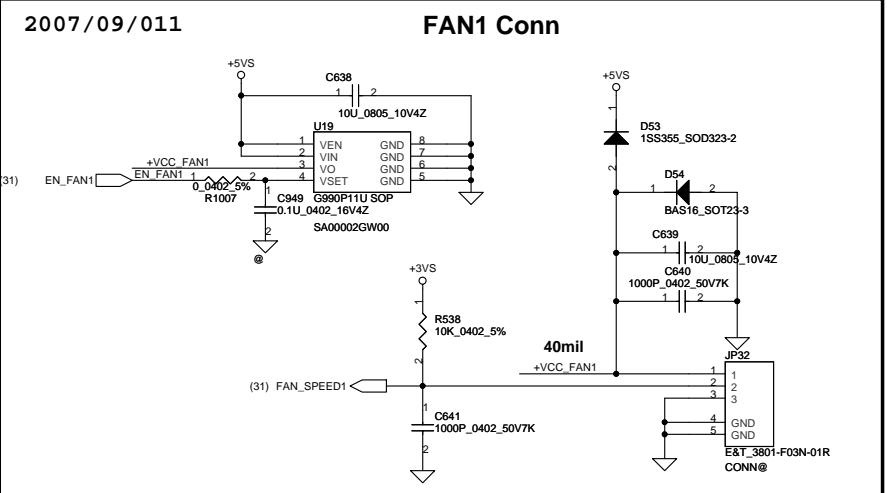 2007/09/011
FAN1 Conn
+5VS
C638
1 2
10U_0805_10V4Z
U19
1 VEN GND 8
2 VIN GND 7
+VCC_FAN1 3 VO GND 6
(31) EN_FAN1 EN_FAN1 1 2 4 VSET GND 5
0_0402_5%
R1007
G990P11U SOP
SA00002GW00
1
C949
0.1U_0402_16V4Z
2
@
+5VS
1
D53
1SS355_SOD323-2
2
D54
1 2
BAS16_SOT23-3
C639
1 2
10U_0805_10V4Z
C640
1000P_0402_50V7K
1 2
+3VS
1
R538
10K_0402_5%
2
40mil
+VCC_FAN1
(31) FAN_SPEED1
1
C641
1000P_0402_50V7K
2
JP32
1 1
2 2
3 3
4 GND
5 GND
E&T_3801-F03N-01R
CONN@